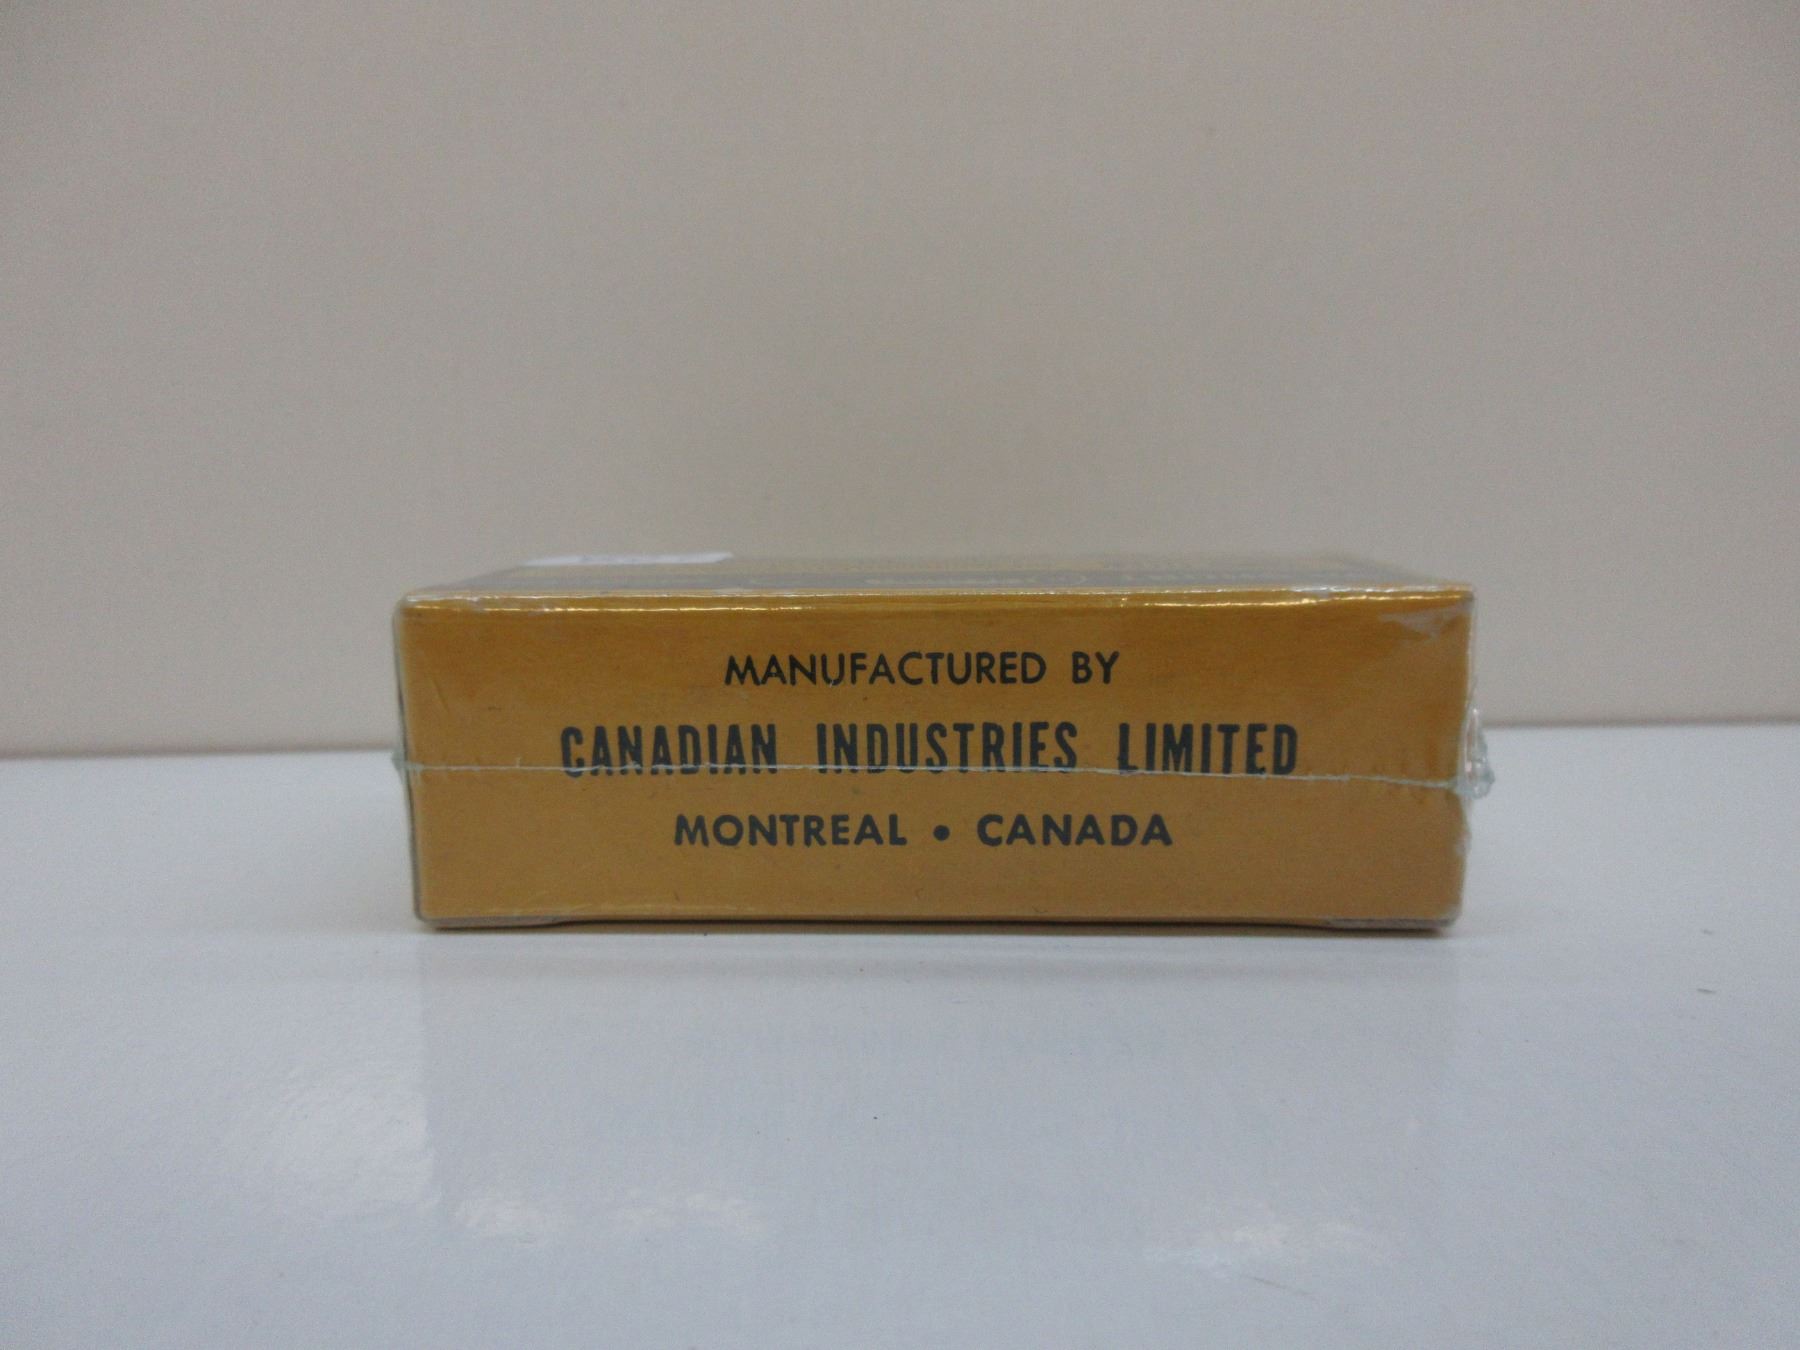 MANUFACTURED BY
CANADIAN INDUSTRIES LIMITED
MONTREAL • CANADA